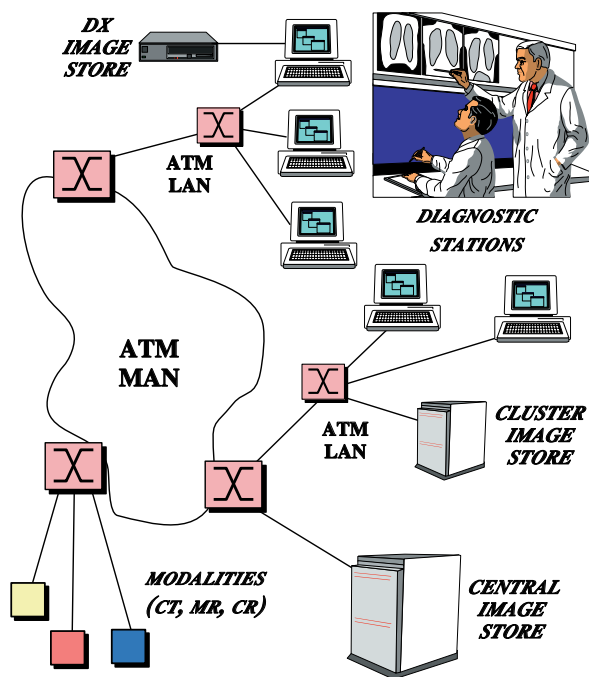 DX
IMAGE
STORE
ATM
LAN
DIAGNOSTIC
STATIONS
ATM
MAN
ATM
LAN
CLUSTER
IMAGE
STORE
MODALITIES
(CT, MR, CR)
CENTRAL
IMAGE
STORE